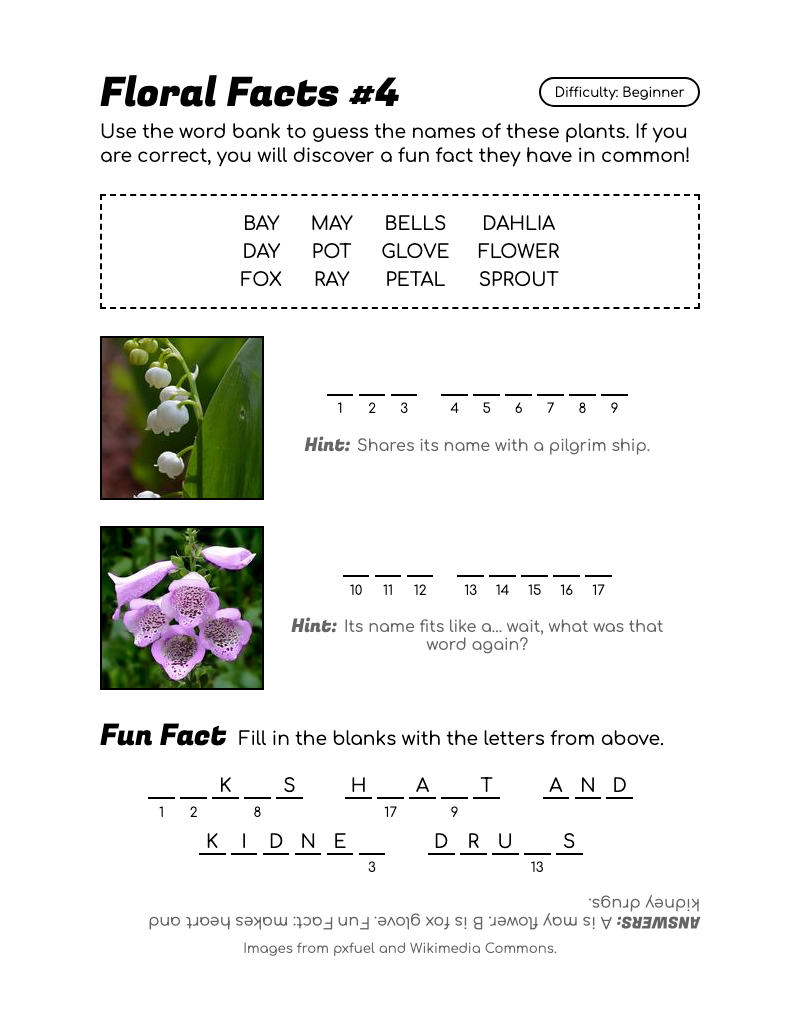 Floral Facts #4
Difficulty: Beginner
Use the word bank to guess the names of these plants. If you
are correct, you will discover a fun fact they have in common!
BAY MAY BELLS DAHLIA
DAY POT GLOVE FLOWER
FOX RAY PETAL SPROUT
1 2 3 4 5 6 7 8 9
Hint: Shares its name with a pilgrim ship.
10 11 12 13 14 15 16 17
Hint: Its name fits like a... wait, what was that
word again?
Fun Fact Fill in the blanks with the letters from above.
_ _ K _ S H _ A _ T A N D
1 2 8 17 9
K I D N E _ D R U _ S
3 13
ANSWERS: A is may flower. B is fox glove. Fun Fact: makes heart and
kidney drugs.
Images from pxfuel and Wikimedia Commons.